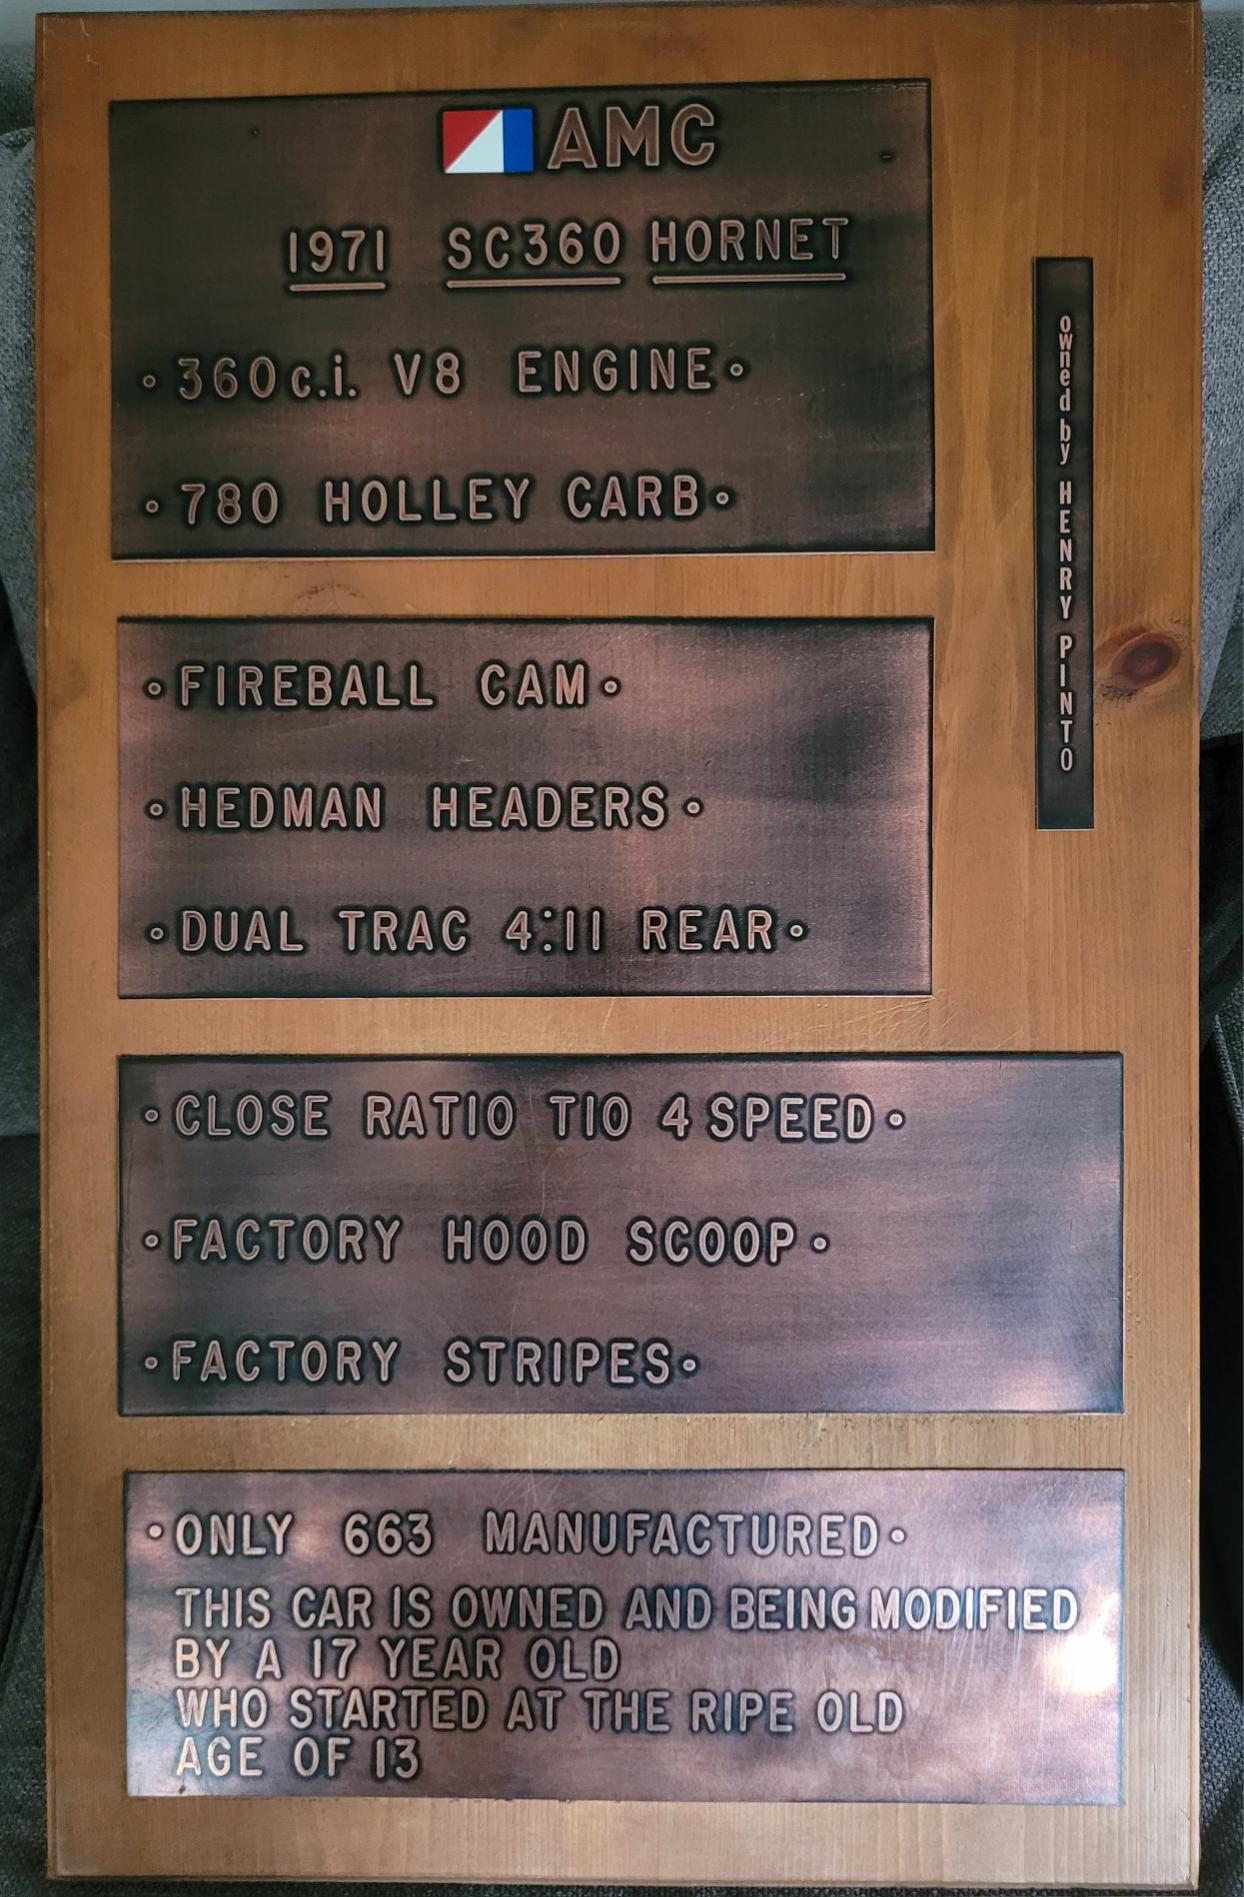 AMC
1971 SC360 HORNET
• 360 c.i. V8 ENGINE •
• 780 HOLLEY CARB •
• FIREBALL CAM •
• HEDMAN HEADERS •
• DUAL TRAC 4:11 REAR •
• CLOSE RATIO T10 4 SPEED •
• FACTORY HOOD SCOOP •
• FACTORY STRIPES •
• ONLY 663 MANUFACTURED •
THIS CAR IS OWNED AND BEING MODIFIED
BY A 17 YEAR OLD
WHO STARTED AT THE RIPE OLD
AGE OF 13
owned by HENRY PINTO